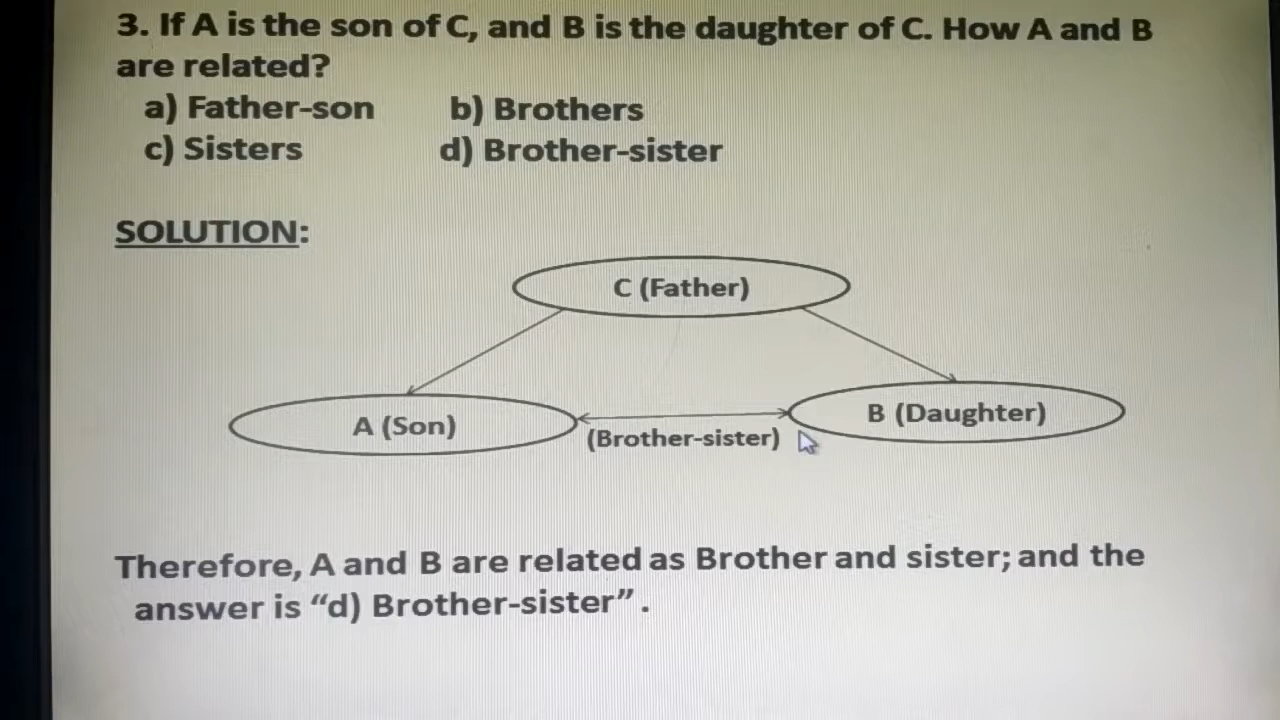 3. If A is the son of C, and B is the daughter of C. How A and B
are related?
a) Father-son b) Brothers
c) Sisters d) Brother-sister
SOLUTION:
C (Father)
A (Son)
B (Daughter)
(Brother-sister)
Therefore, A and B are related as Brother and sister; and the
answer is “d) Brother-sister”.